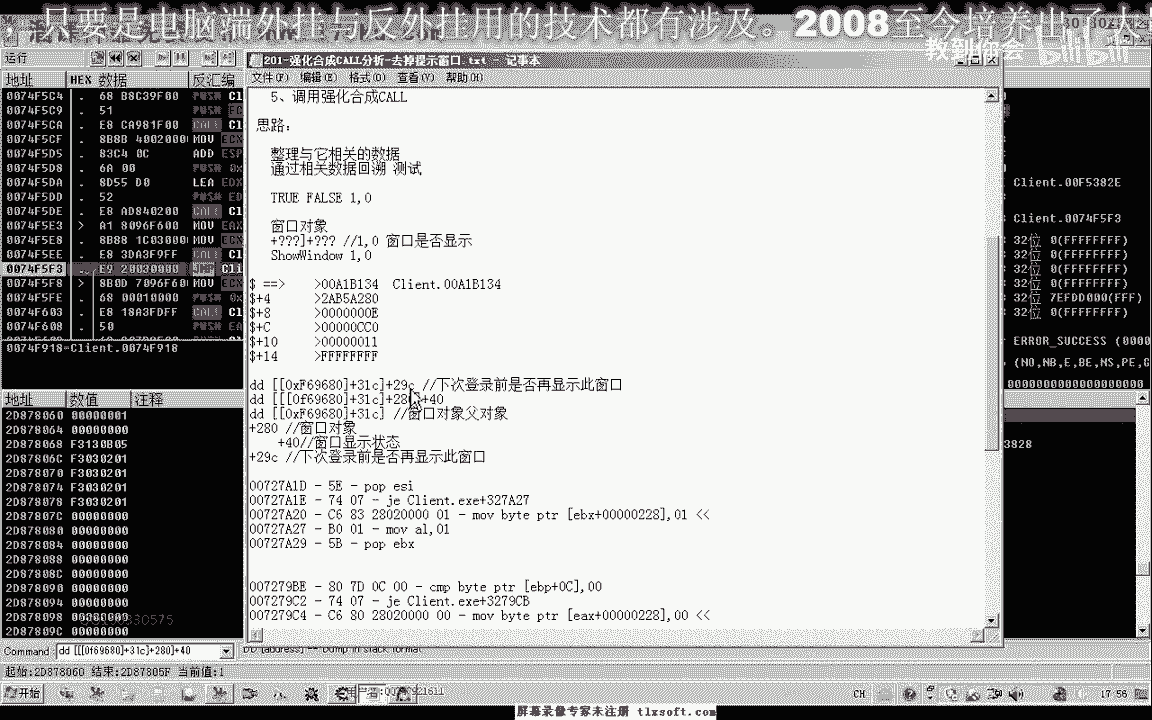 只要是电脑端外挂与反外挂用的技术都有涉及。2008至今培养出了
教到你会
bilibili
运行
201-强化合成CALL分析-去掉提示窗口.txt - 记事本
文件(F) 编辑(E) 格式(O) 查看(V) 帮助(H)
地址 HEX 数据 反汇编
0074F5C4 . 68 B8C39F00 PUSH Cl
0074F5C9 . 51
0074F5CA . E8 CA981F00 CALL Cl
0074F5CF . 8B8B 40020000 MOV ECX
0074F5D5 . 83C4 0C ADD ESP
0074F5D8 . 6A 00 PUSH 0x
0074F5DA . 8D55 D0 LEA EDX
0074F5DD . 52 PUSH ED
0074F5DE . E8 AD840200 CALL Cl
0074F5E3 > A1 8096F600 MOV EAX
0074F5E8 . 8B88 1C030000 MOV ECX
0074F5EE . E8 3DA3F9FF CALL Cl
0074F5F3 . E9 20030000 JMP Cli
0074F5F8 > 8B0D 7096F600 MOV ECX
0074F5FE . 68 00010000 PUSH 0x
0074F603 . E8 18A3FDFF CALL Cl
0074F608 . 50 PUSH EA
0074F918=Client.0074F918
5、调用强化合成CALL
思路：
整理与它相关的数据
通过相关数据回溯 测试
TRUE FALSE 1,0
窗口对象
+???]+??? //1,0 窗口是否显示
ShowWindow 1,0
$ ==> >00A1B134 Client.00A1B134
$+4 >2AB5A280
$+8 >0000000E
$+C >00000CC0
$+10 >00000011
$+14 >FFFFFFFF
dd [[0xF69680]+31c]+29c //下次登录前是否再显示此窗口
dd [[[0f69680]+31c]+280]+40
dd [[0xF69680]+31c] //窗口对象父对象
+280 //窗口对象
+40//窗口显示状态
+29c //下次登录前是否再显示此窗口
00727A1D - 5E - pop esi
00727A1E - 74 07 - je Client.exe+327A27
00727A20 - C6 83 28020000 01 - mov byte ptr [ebx+00000228],01 <<
00727A27 - B0 01 - mov al,01
00727A29 - 5B - pop ebx
007279BE - 80 7D 0C 00 - cmp byte ptr [ebp+0C],00
007279C2 - 74 07 - je Client.exe+3279CB
007279C4 - C6 80 28020000 00 - mov byte ptr [eax+00000228],00 <<
Client.00F5382E
Client.0074F5F3
32位 0(FFFFFFFF)
32位 0(FFFFFFFF)
32位 0(FFFFFFFF)
32位 0(FFFFFFFF)
32位 7EFDD000(FFF)
32位 0(FFFFFFFF)
ERROR_SUCCESS (0000
(NO,NB,E,BE,NS,PE,G
3828
地址 数值 注释
2D878060 00000001
2D878064 00000000
2D878068 F3130B05
2D87806C F3030201
2D878070 F3030201
2D878074 F3030201
2D878078 F3030201
2D87807C 00000000
2D878080 00000000
2D878084 00000000
2D878088 00000000
2D87808C 00000000
2D878090 00000000
2D878094 00000000
2D878098 00000000
2D87809C 00000000
Command: dd [[[0f69680]+31c]+280]+40
DD [address] -- Dump in stack format
起始:2D878060 结束:2D87805F 当前值:1
开始
CH
17:56
屏幕录像专家未注册 tlxsoft.com